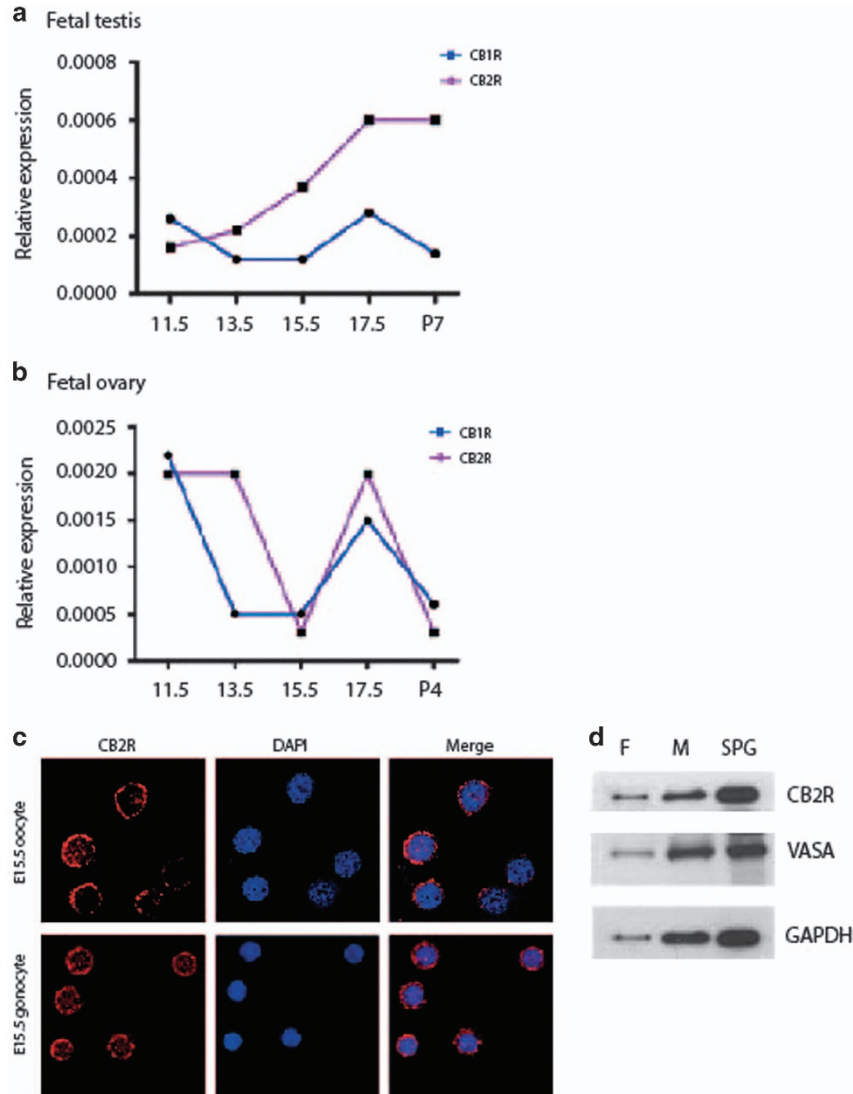 a Fetal testis
CB1R
CB2R
Relative expression
0.0008
0.0006
0.0004
0.0002
0.0000
11.5 13.5 15.5 17.5 P7
b Fetal ovary
CB1R
CB2R
Relative expression
0.0025
0.0020
0.0015
0.0010
0.0005
0.0000
11.5 13.5 15.5 17.5 P4
c CB2R DAPI Merge
E15.5 oocyte
E15.5 gonocyte
d F M SPG
CB2R
VASA
GAPDH